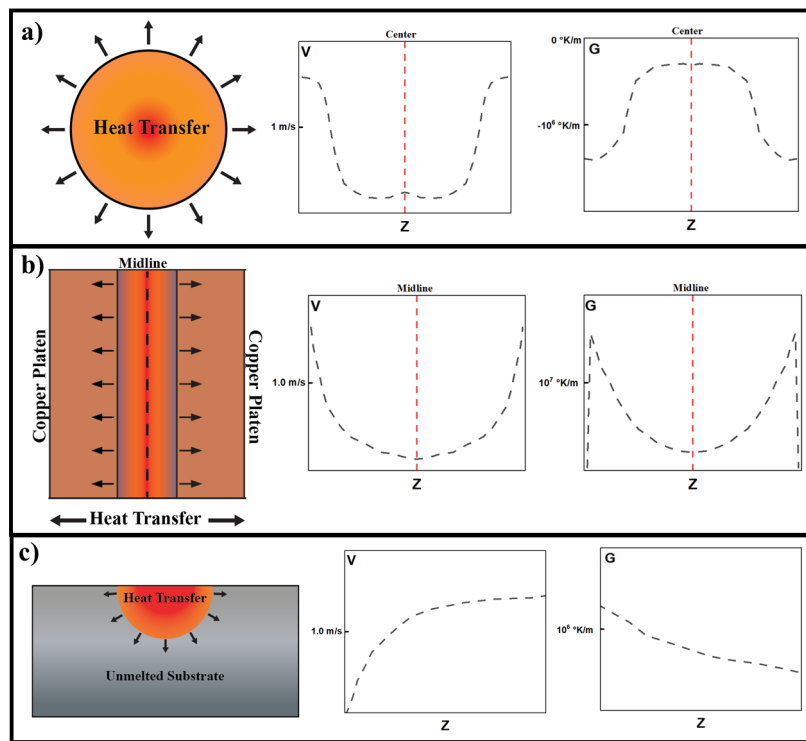 a)
Heat Transfer
V
Center
1 m/s
Z
G
Center
0 °K/m
-10⁶ °K/m
Z
b)
Midline
Copper Platen
Copper Platen
Heat Transfer
V
Midline
1.0 m/s
Z
G
Midline
10⁷ °K/m
Z
c)
Heat Transfer
Unmelted Substrate
V
1.0 m/s
Z
G
10⁶ °K/m
Z